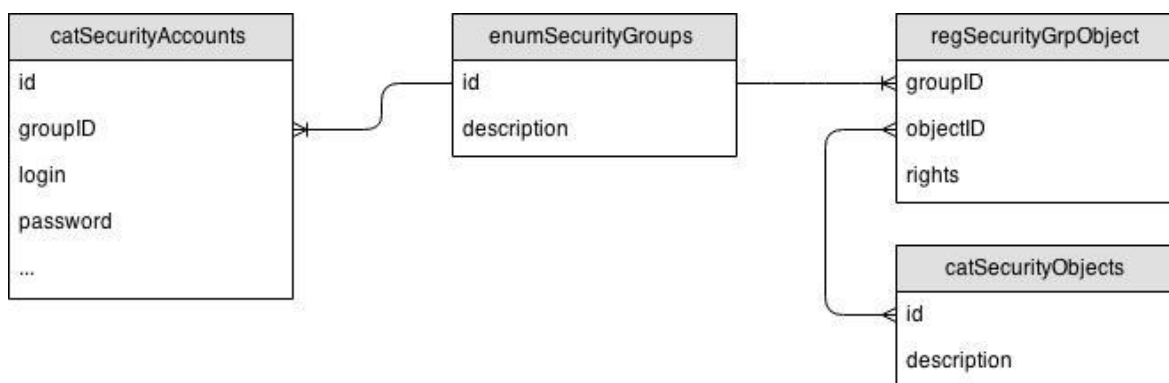 catSecurityAccounts
id
groupID
login
password
...
enumSecurityGroups
id
description
regSecurityGrpObject
groupID
objectID
rights
catSecurityObjects
id
description